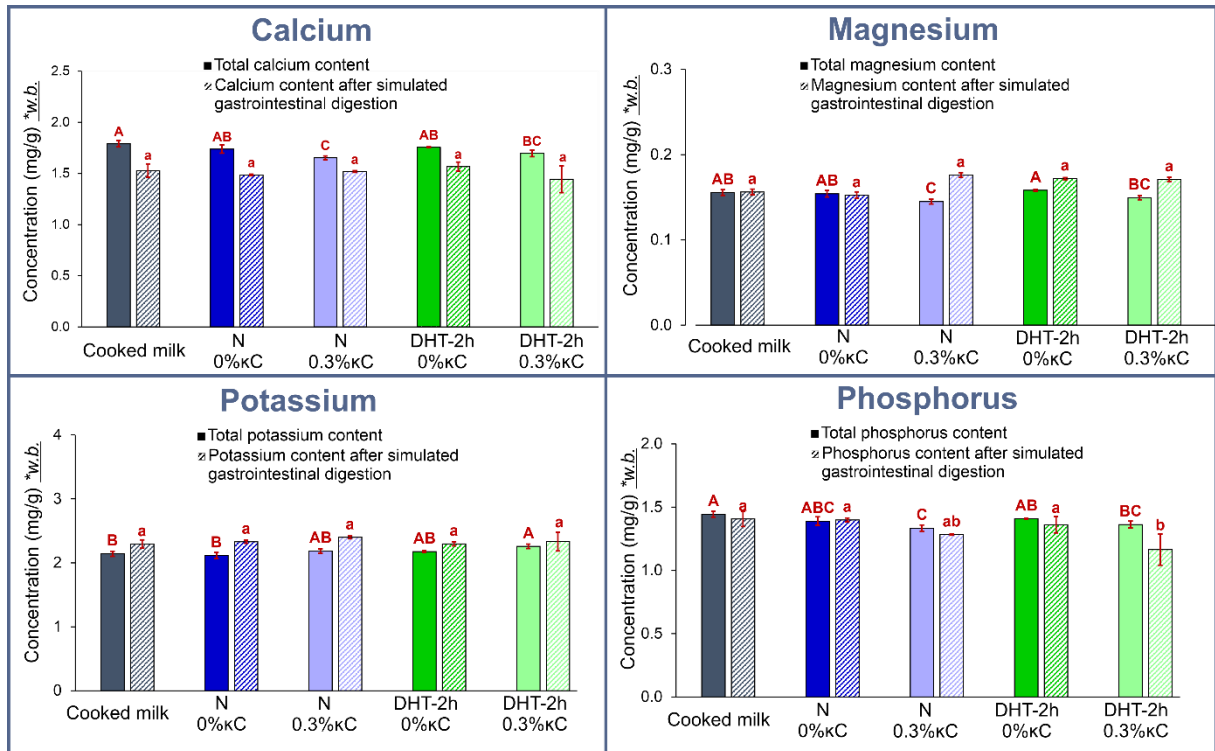 Calcium
■ Total calcium content
▨ Calcium content after simulated
gastrointestinal digestion
Concentration (mg/g) *w.b.
2.5
2.0
1.5
1.0
0.5
0.0
A
a
AB
a
C
a
AB
a
BC
a
Cooked milk
N
0%κC
N
0.3%κC
DHT-2h
0%κC
DHT-2h
0.3%κC
Magnesium
■ Total magnesium content
▨ Magnesium content after simulated
gastrointestinal digestion
Concentration (mg/g) *w.b.
0.3
0.2
0.1
0.0
AB
a
AB
a
C
a
A
a
BC
a
Cooked milk
N
0%κC
N
0.3%κC
DHT-2h
0%κC
DHT-2h
0.3%κC
Potassium
■ Total potassium content
▨ Potassium content after simulated
gastrointestinal digestion
Concentration (mg/g) *w.b.
4
3
2
1
0
B
a
B
a
AB
a
AB
a
A
a
Cooked milk
N
0%κC
N
0.3%κC
DHT-2h
0%κC
DHT-2h
0.3%κC
Phosphorus
■ Total phosphorus content
▨ Phosphorus content after simulated
gastrointestinal digestion
Concentration (mg/g) *w.b.
2.0
1.5
1.0
0.5
0.0
A
a
ABC
a
C
ab
AB
a
BC
b
Cooked milk
N
0%κC
N
0.3%κC
DHT-2h
0%κC
DHT-2h
0.3%κC